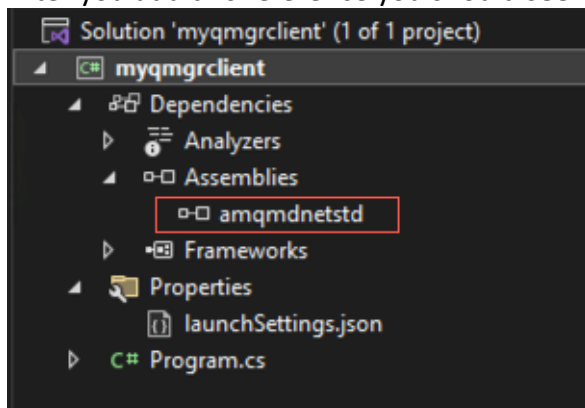 Solution 'myqmgrclient' (1 of 1 project)
C# myqmgrclient
Dependencies
Analyzers
Assemblies
amqmdnetstd
Frameworks
Properties
launchSettings.json
C# Program.cs